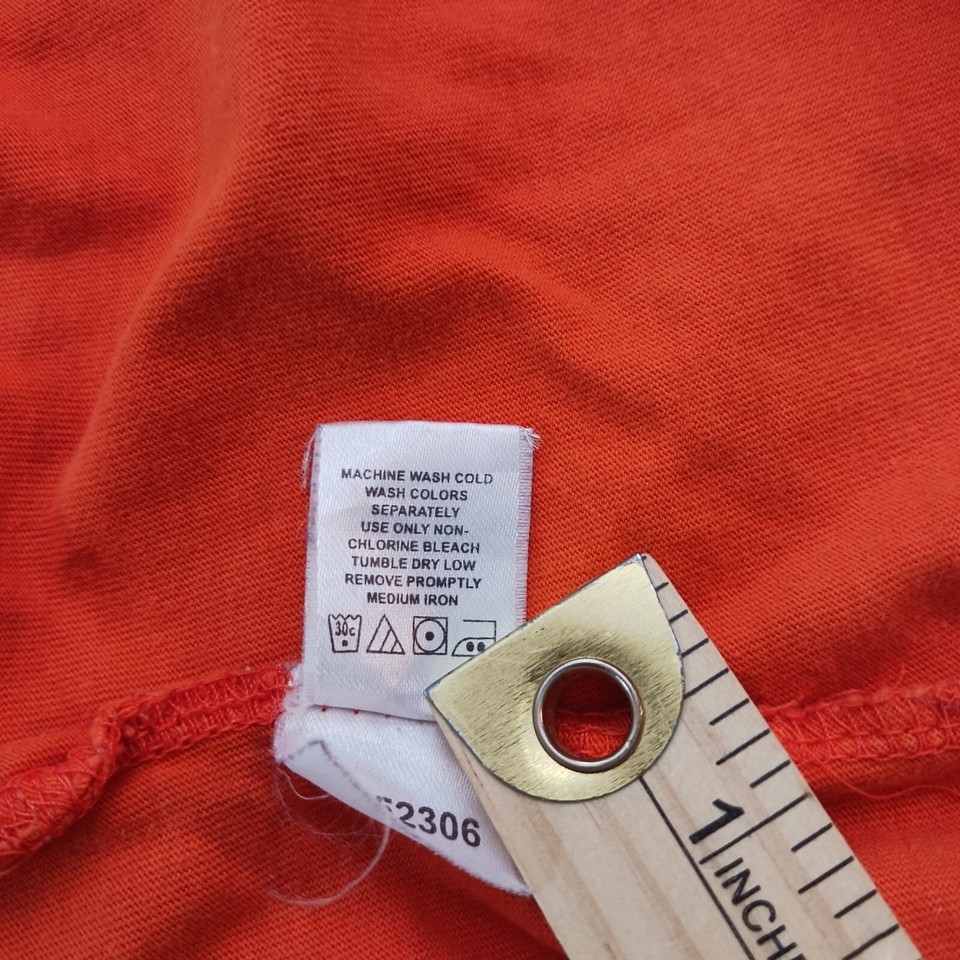 MACHINE WASH COLD
WASH COLORS
SEPARATELY
USE ONLY NON-
CHLORINE BLEACH
TUMBLE DRY LOW
REMOVE PROMPTLY
MEDIUM IRON
30c
52306
1
INCH